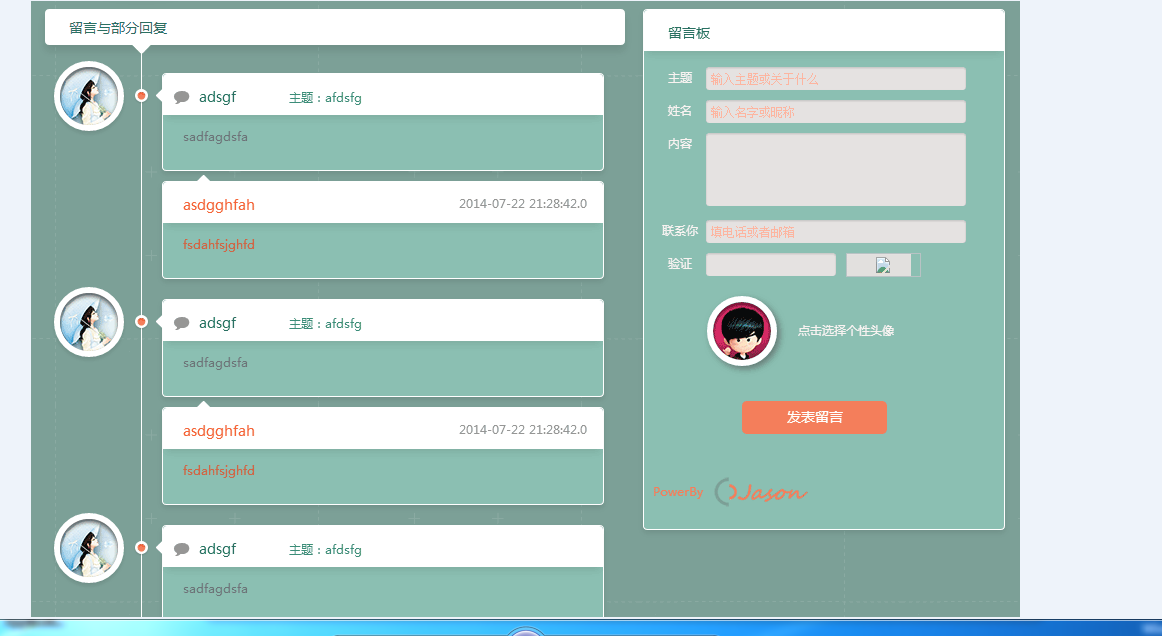 留言与部分回复
adsgf 主题：afdsfg
sadfagdsfa
asdgghfah 2014-07-22 21:28:42.0
fsdahfsjghfd
adsgf 主题：afdsfg
sadfagdsfa
asdgghfah 2014-07-22 21:28:42.0
fsdahfsjghfd
adsgf 主题：afdsfg
sadfagdsfa
留言板
主题 输入主题或关于什么
姓名 输入名字或昵称
内容
联系你 填电话或者邮箱
验证
点击选择个性头像
发表留言
PowerBy Jason